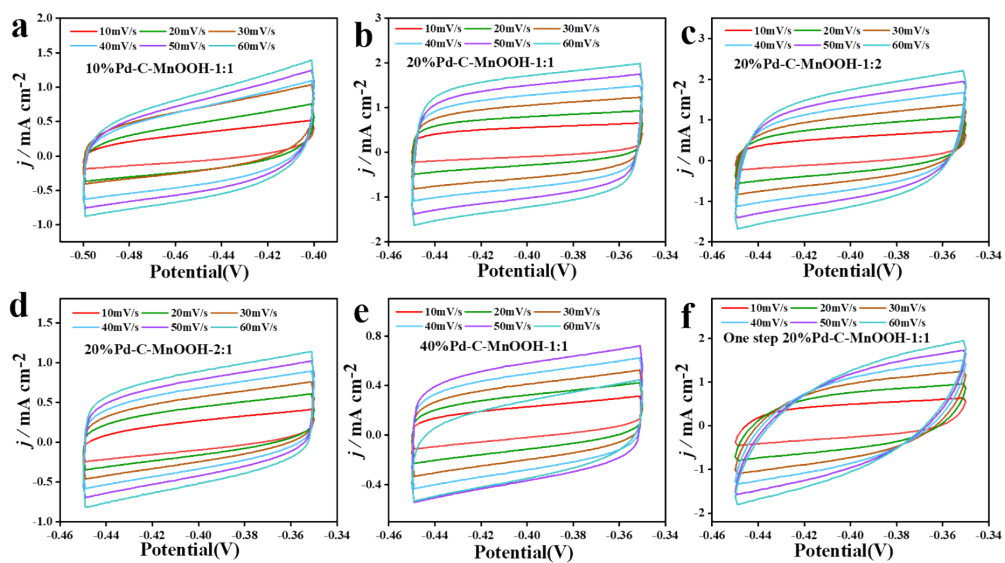 a
10mV/s 20mV/s 30mV/s
40mV/s 50mV/s 60mV/s
10%Pd-C-MnOOH-1:1
j / mA cm-2
2.0
1.5
1.0
0.5
0.0
-0.5
1.0
-0.50 -0.48 -0.46 -0.44 -0.42 -0.40
Potential(V)
b
10mV/s 20mV/s 30mV/s
40mV/s 50mV/s 60mV/s
20%Pd-C-MnOOH-1:1
j / mA cm-2
3
2
1
0
-1
-2
-0.46 -0.44 -0.42 -0.40 -0.38 -0.36 -0.34
Potential(V)
c
10mV/s 20mV/s 30mV/s
40mV/s 50mV/s 60mV/s
20%Pd-C-MnOOH-1:2
j / mA cm-2
3
2
1
0
-1
-2
-0.46 -0.44 -0.42 -0.40 -0.38 -0.36 -0.34
Potential(V)
d
10mV/s 20mV/s 30mV/s
40mV/s 50mV/s 60mV/s
20%Pd-C-MnOOH-2:1
j / mA cm-2
1.5
1.0
0.5
0.0
-0.5
-1.0
-0.46 -0.44 -0.42 -0.40 -0.38 -0.36 -0.34
Potential(V)
e
10mV/s 20mV/s 30mV/s
40mV/s 50mV/s 60mV/s
40%Pd-C-MnOOH-1:1
j / mA cm-2
0.8
0.4
0.0
-0.4
-0.46 -0.44 -0.42 -0.40 -0.38 -0.36 -0.34
Potential(V)
f
10mV/s 20mV/s 30mV/s
40mV/s 50mV/s 60mV/s
One step 20%Pd-C-MnOOH-1:1
j / mA cm-2
2
1
0
-1
-2
-0.46 -0.44 -0.42 -0.40 -0.38 -0.36 -0.34
Potential(V)